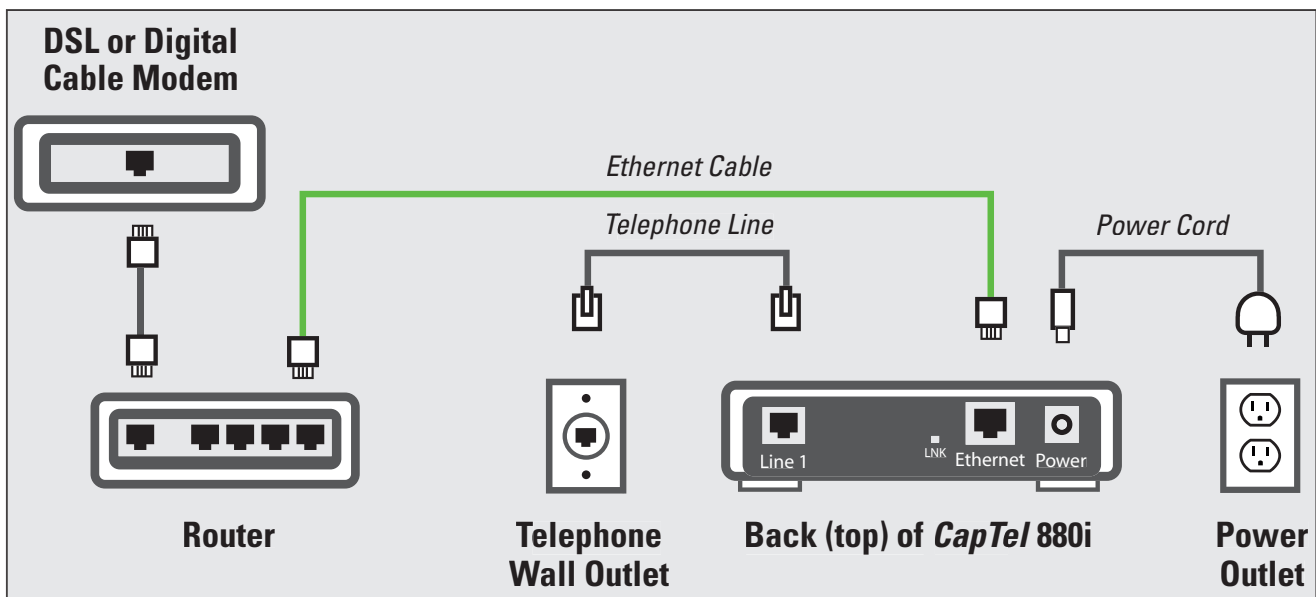 DSL or Digital
Cable Modem
Ethernet Cable
Telephone Line
Power Cord
Line 1
LNK
Ethernet
Power
Router
Telephone
Wall Outlet
Back (top) of CapTel 880i
Power
Outlet